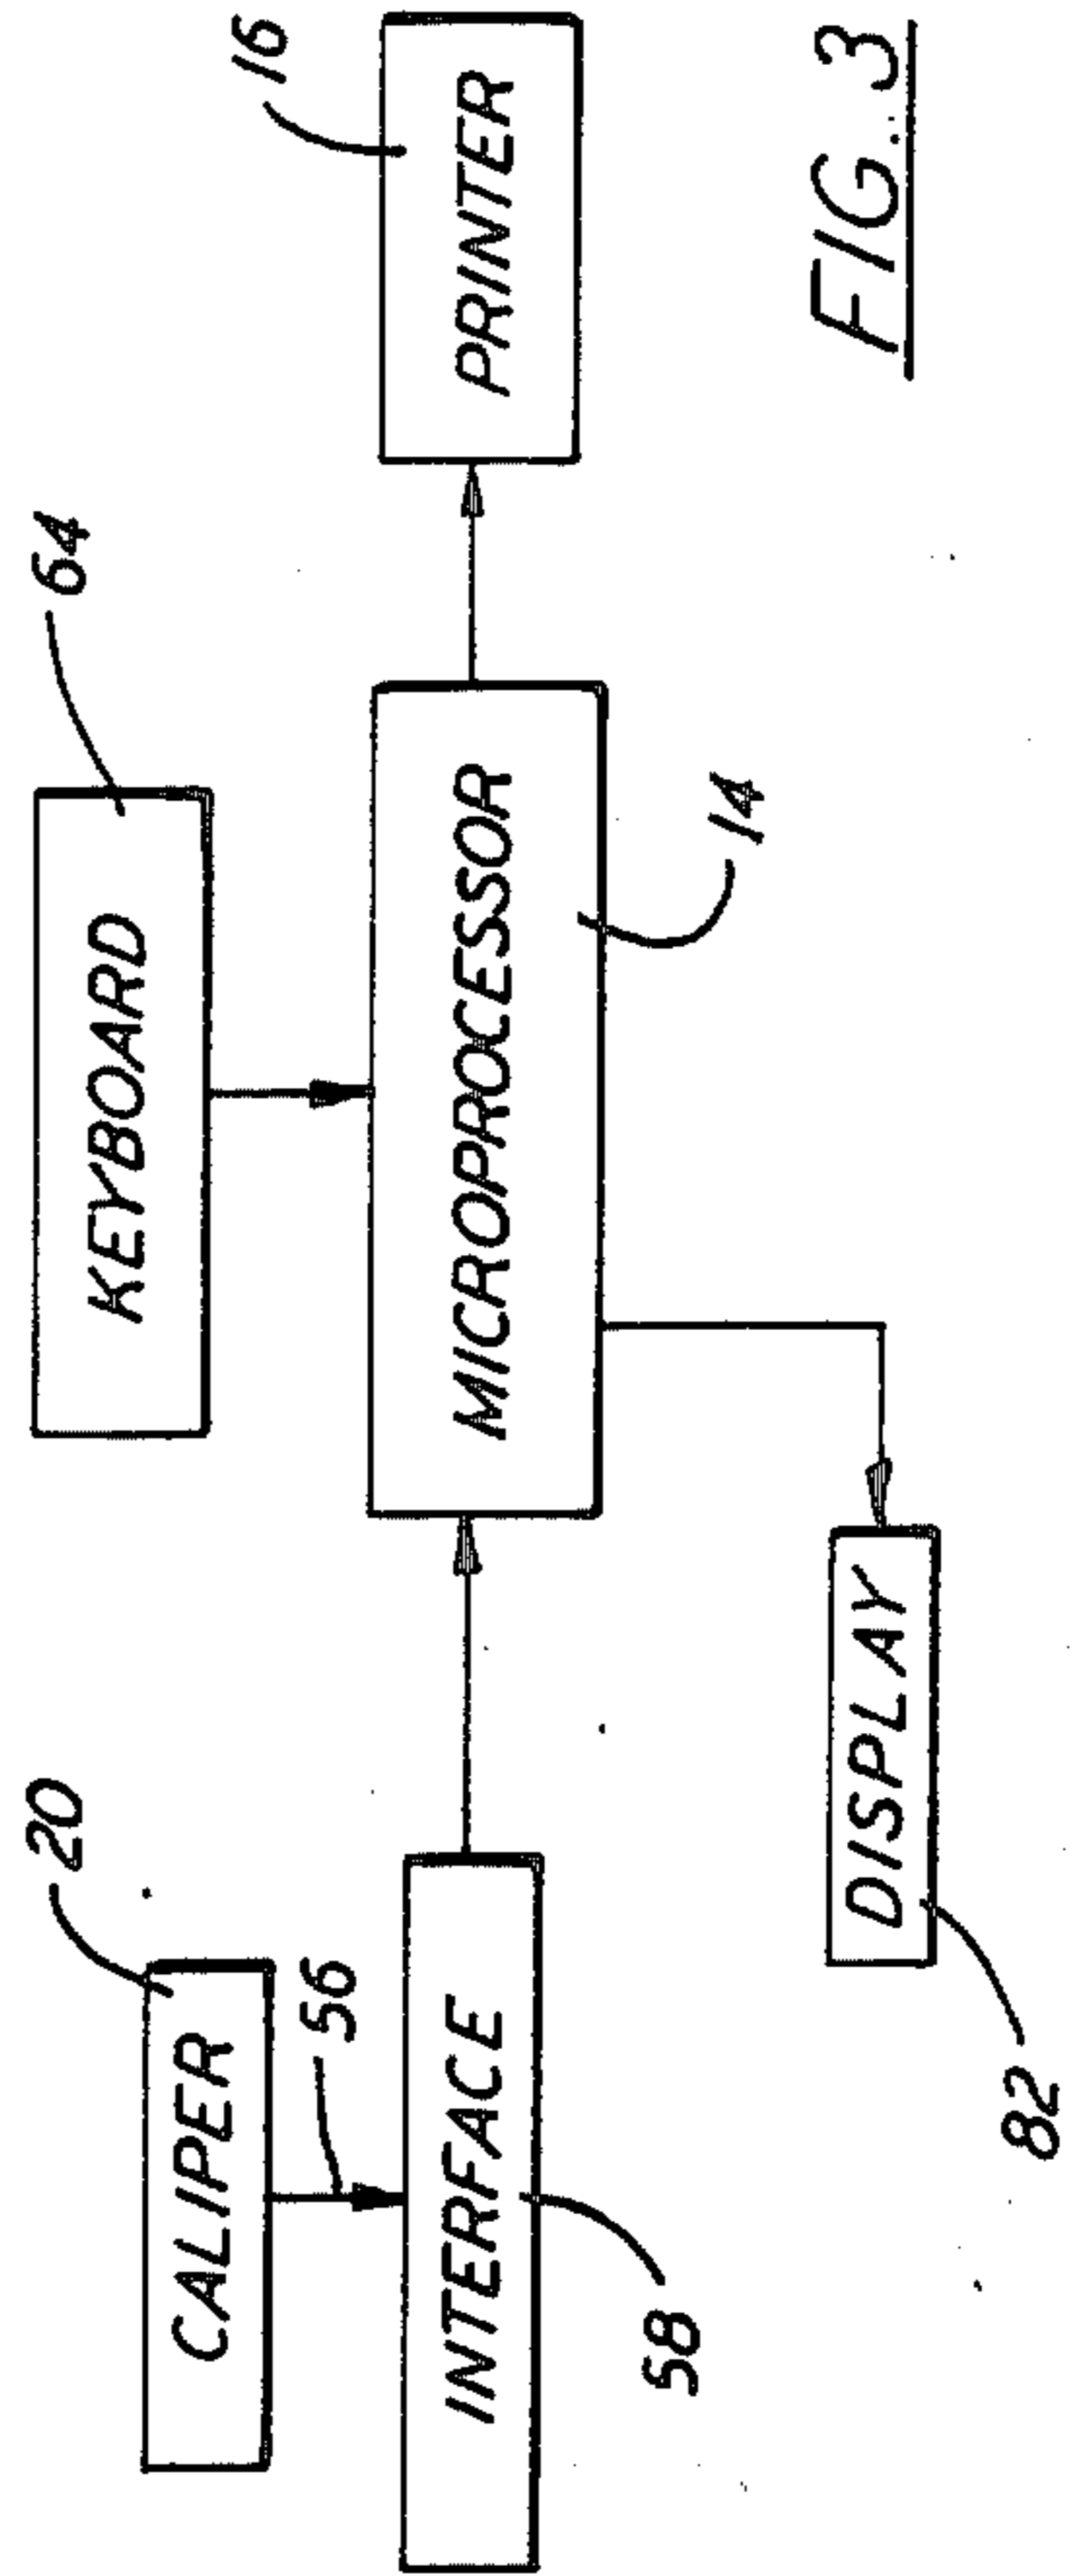 20
CALIPER
56
INTERFACE
58
KEYBOARD
64
MICROPROCESSOR
14
PRINTER
16
DISPLAY
82
FIG. 3